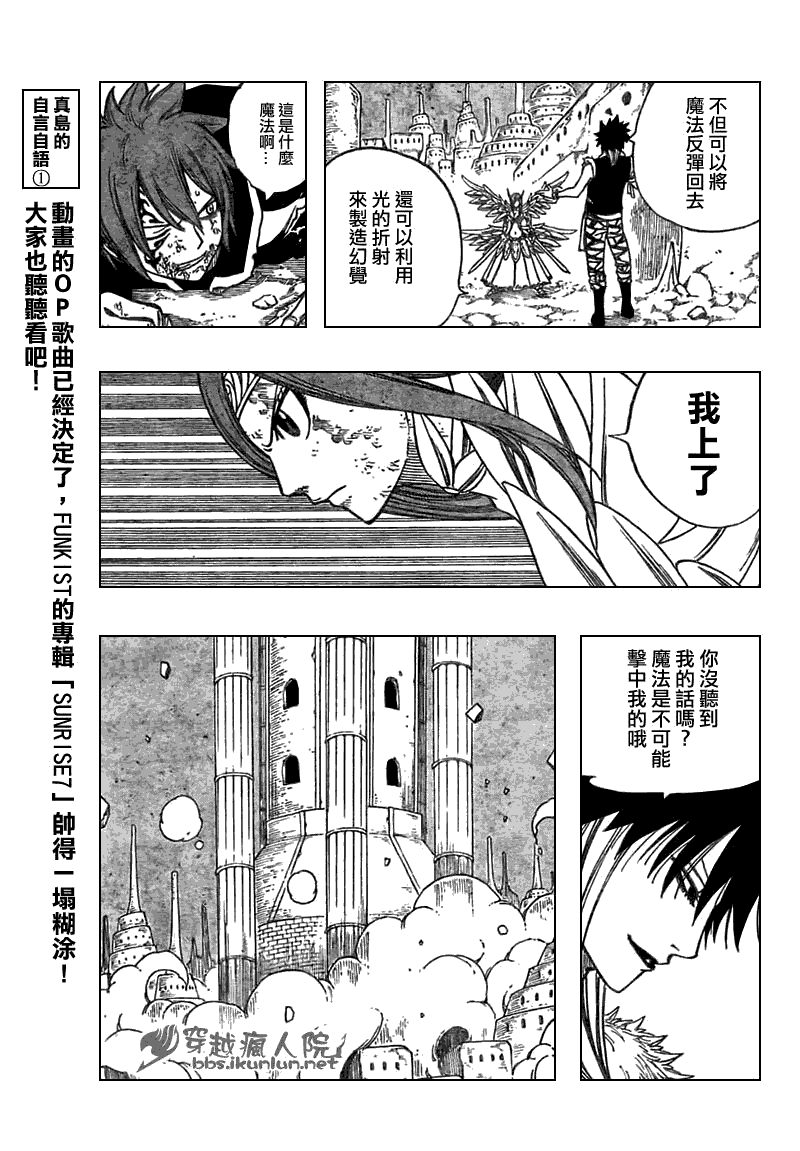 不但可以將
魔法反彈回去
還可以利用
光的折射
來製造幻覺
這是什麼
魔法啊…
我上了
你沒聽到
我的話嗎？
魔法是不可能
擊中我的哦
真島的
自言自語①
動畫的OP歌曲已經決定了，FUNKIST的專輯「SUNRISE7」帥得一塌糊塗！
大家也聽聽看吧！
穿越瘋人院
bbs.ikunlun.net